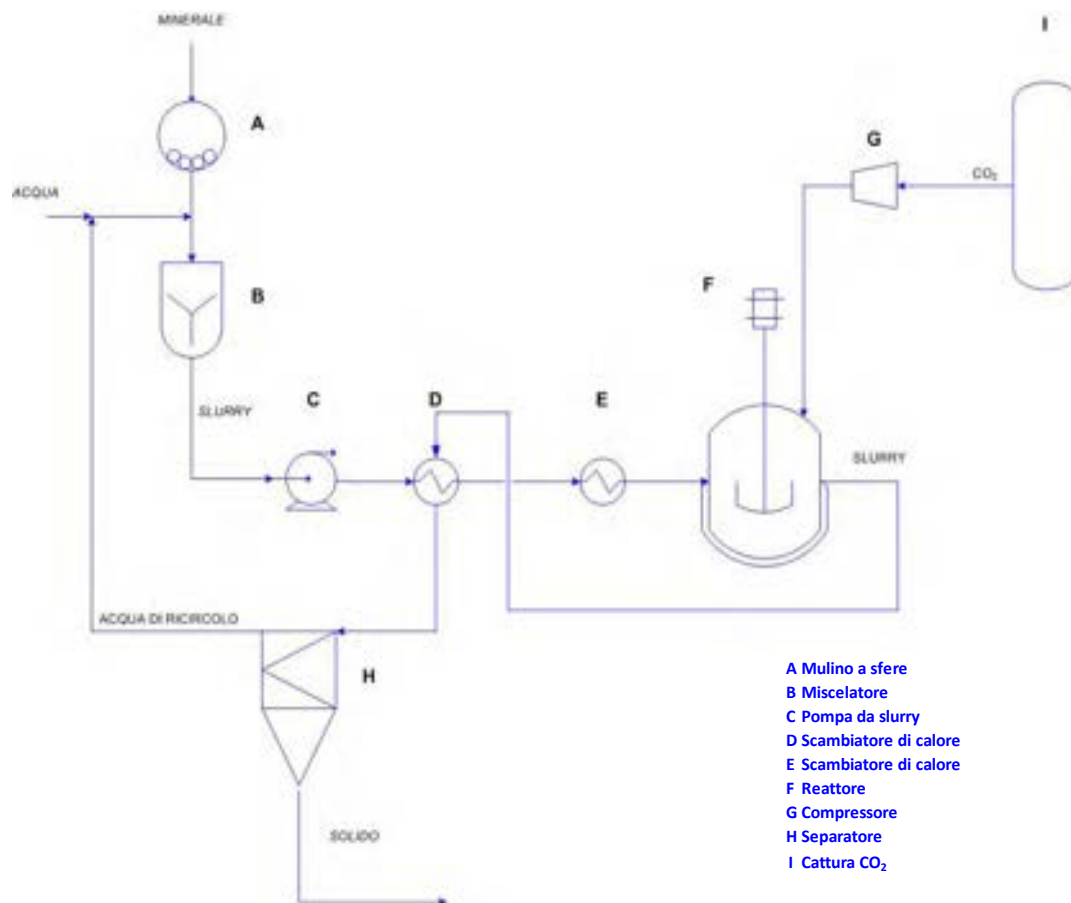 MINERALE
I
A
G
CO₂
ACQUA
F
B
SLURRY
C
D
E
SLURRY
ACQUA DI RICIRCOLO
H
SOLIDO
A Mulino a sfere
B Miscelatore
C Pompa da slurry
D Scambiatore di calore
E Scambiatore di calore
F Reattore
G Compressore
H Separatore
I Cattura CO₂